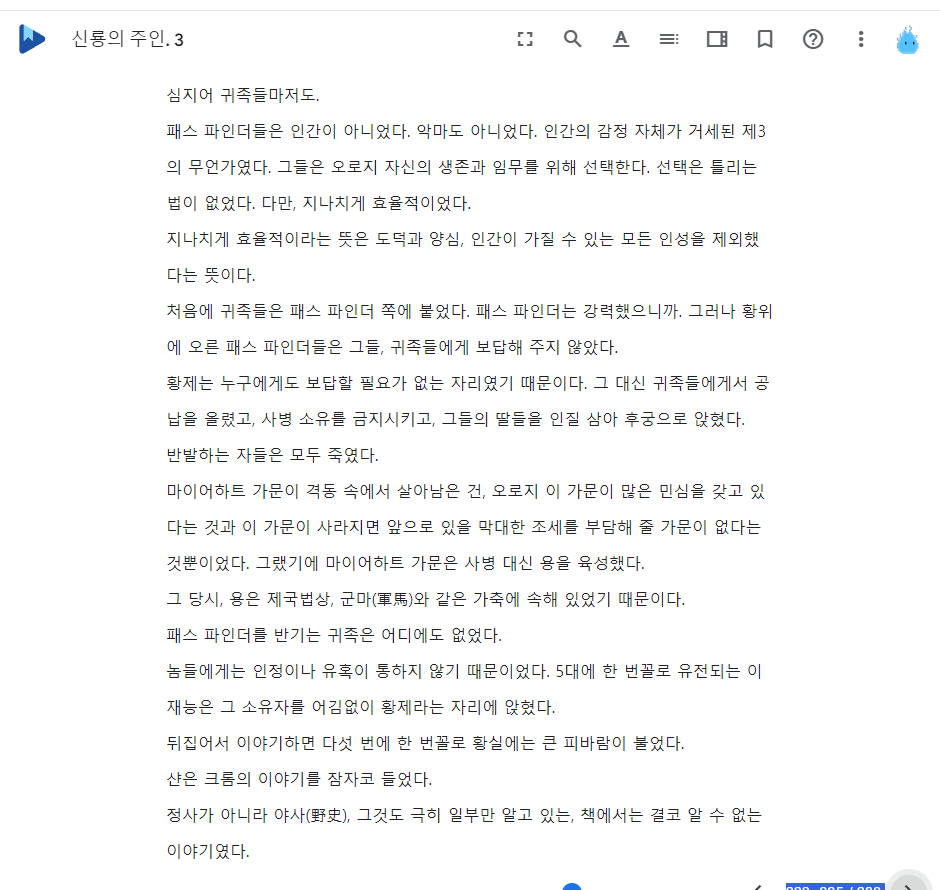 신룡의 주인. 3
심지어 귀족들마저도.
패스 파인더들은 인간이 아니었다. 악마도 아니었다. 인간의 감정 자체가 거세된 제3
의 무언가였다. 그들은 오로지 자신의 생존과 임무를 위해 선택한다. 선택은 틀리는
법이 없었다. 다만, 지나치게 효율적이었다.
지나치게 효율적이라는 뜻은 도덕과 양심, 인간이 가질 수 있는 모든 인성을 제외했
다는 뜻이다.
처음에 귀족들은 패스 파인더 쪽에 붙었다. 패스 파인더는 강력했으니까. 그러나 황위
에 오른 패스 파인더들은 그들, 귀족들에게 보답해 주지 않았다.
황제는 누구에게도 보답할 필요가 없는 자리였기 때문이다. 그 대신 귀족들에게서 공
납을 올렸고, 사병 소유를 금지시키고, 그들의 딸들을 인질 삼아 후궁으로 앉혔다.
반발하는 자들은 모두 죽였다.
마이어하트 가문이 격동 속에서 살아남은 건, 오로지 이 가문이 많은 민심을 갖고 있
다는 것과 이 가문이 사라지면 앞으로 있을 막대한 조세를 부담해 줄 가문이 없다는
것뿐이었다. 그랬기에 마이어하트 가문은 사병 대신 용을 육성했다.
그 당시, 용은 제국법상, 군마(軍馬)와 같은 가축에 속해 있었기 때문이다.
패스 파인더를 반기는 귀족은 어디에도 없었다.
놈들에게는 인정이나 유혹이 통하지 않기 때문이었다. 5대에 한 번꼴로 유전되는 이
재능은 그 소유자를 어김없이 황제라는 자리에 앉혔다.
뒤집어서 이야기하면 다섯 번에 한 번꼴로 황실에는 큰 피바람이 불었다.
샨은 크롬의 이야기를 잠자코 들었다.
정사가 아니라 야사(野史), 그것도 극히 일부만 알고 있는, 책에서는 결코 알 수 없는
이야기였다.